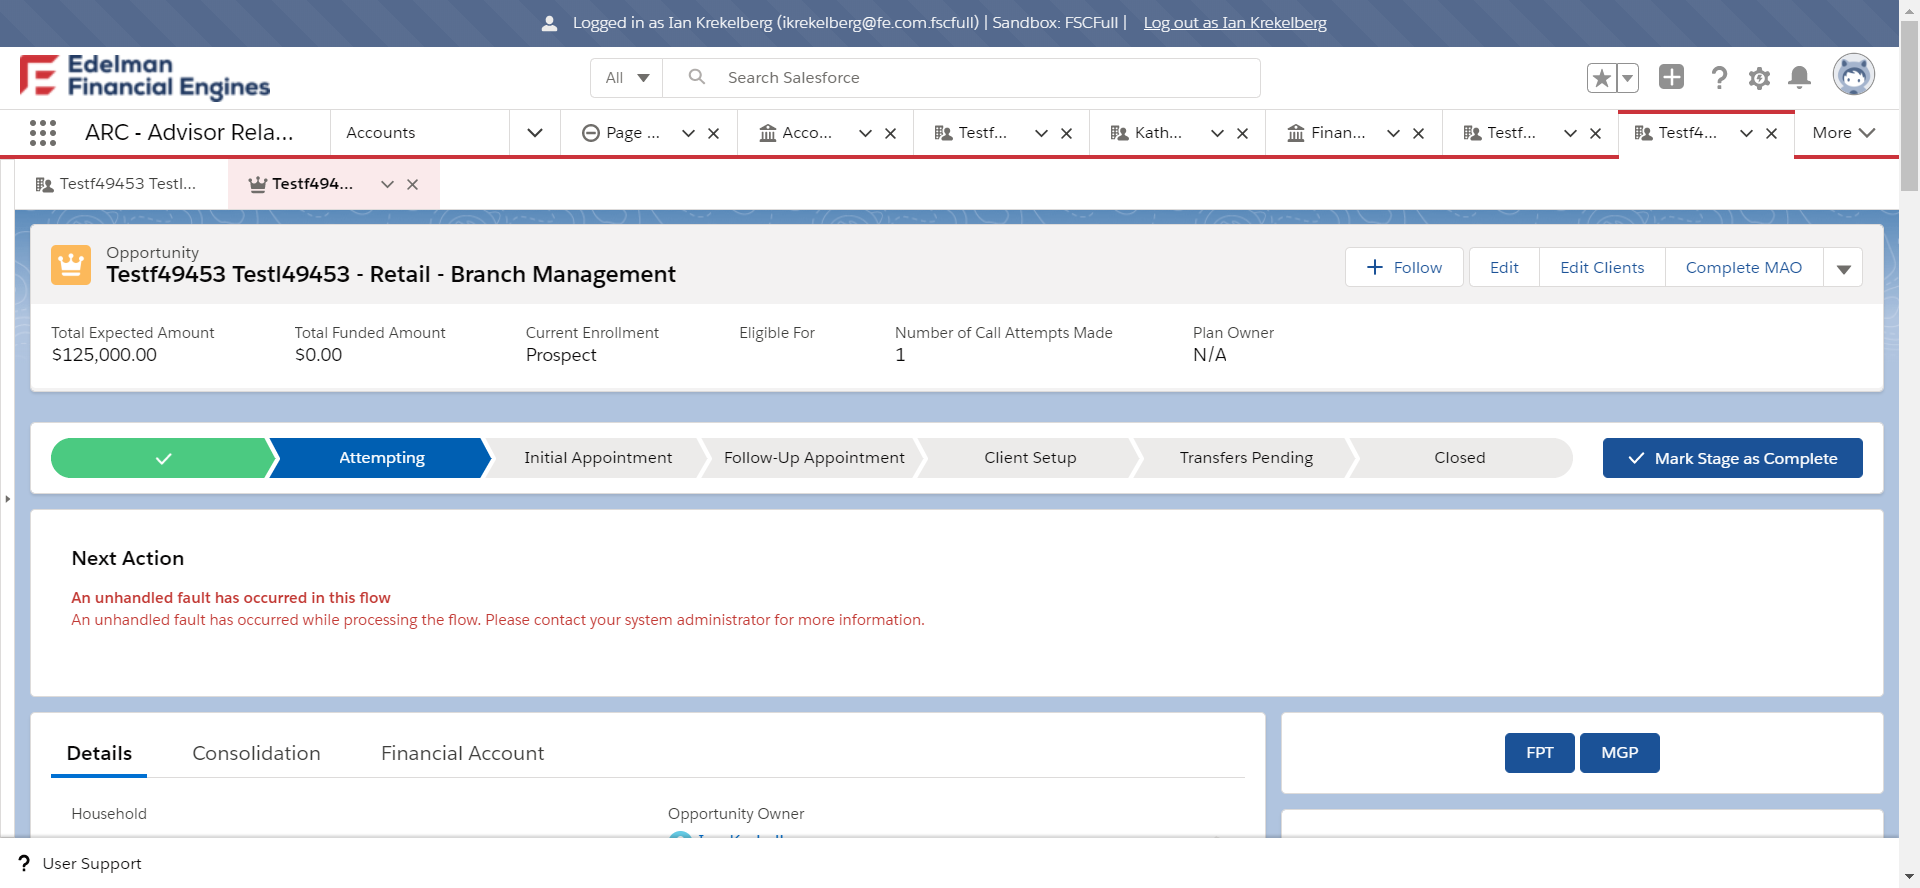 Logged in as Ian Krekelberg (ikrekelberg@fe.com.fscfull) | Sandbox: FSCFull | Log out as Ian Krekelberg
Edelman
Financial Engines
All
Search Salesforce
ARC - Advisor Rela...
Accounts
Page ...
Acco...
Testf...
Kath...
Finan...
Testf...
Testf4...
More
Testf49453 Testl...
Testf494...
Opportunity
Testf49453 Testl49453 - Retail - Branch Management
Follow
Edit
Edit Clients
Complete MAO
Total Expected Amount
$125,000.00
Total Funded Amount
$0.00
Current Enrollment
Prospect
Eligible For
Number of Call Attempts Made
1
Plan Owner
N/A
Attempting
Initial Appointment
Follow-Up Appointment
Client Setup
Transfers Pending
Closed
Mark Stage as Complete
Next Action
An unhandled fault has occurred in this flow
An unhandled fault has occurred while processing the flow. Please contact your system administrator for more information.
Details
Consolidation
Financial Account
FPT
MGP
Household
Opportunity Owner
? User Support